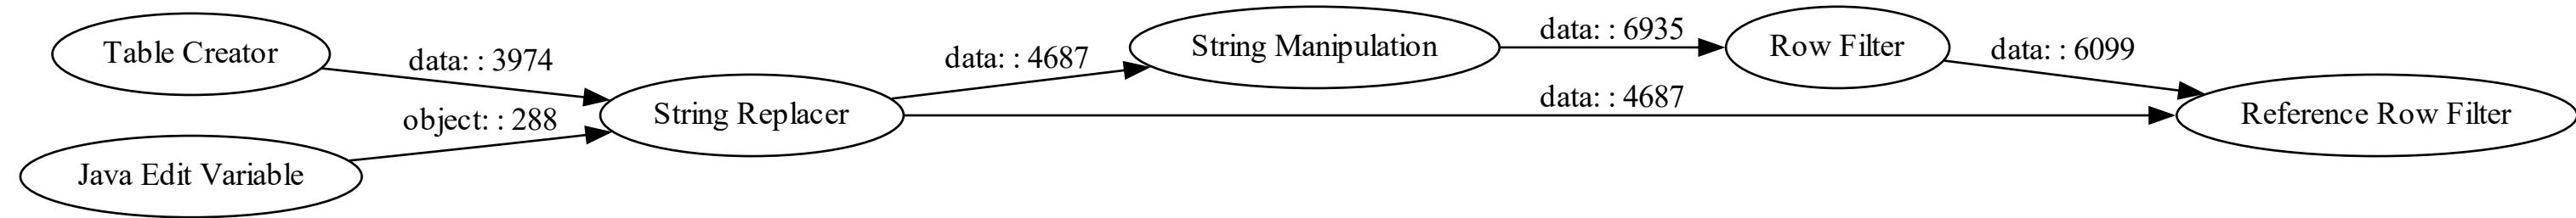 Table Creator
data: : 3974
object: : 288
Java Edit Variable
String Replacer
data: : 4687
String Manipulation
data: : 6935
Row Filter
data: : 6099
data: : 4687
Reference Row Filter